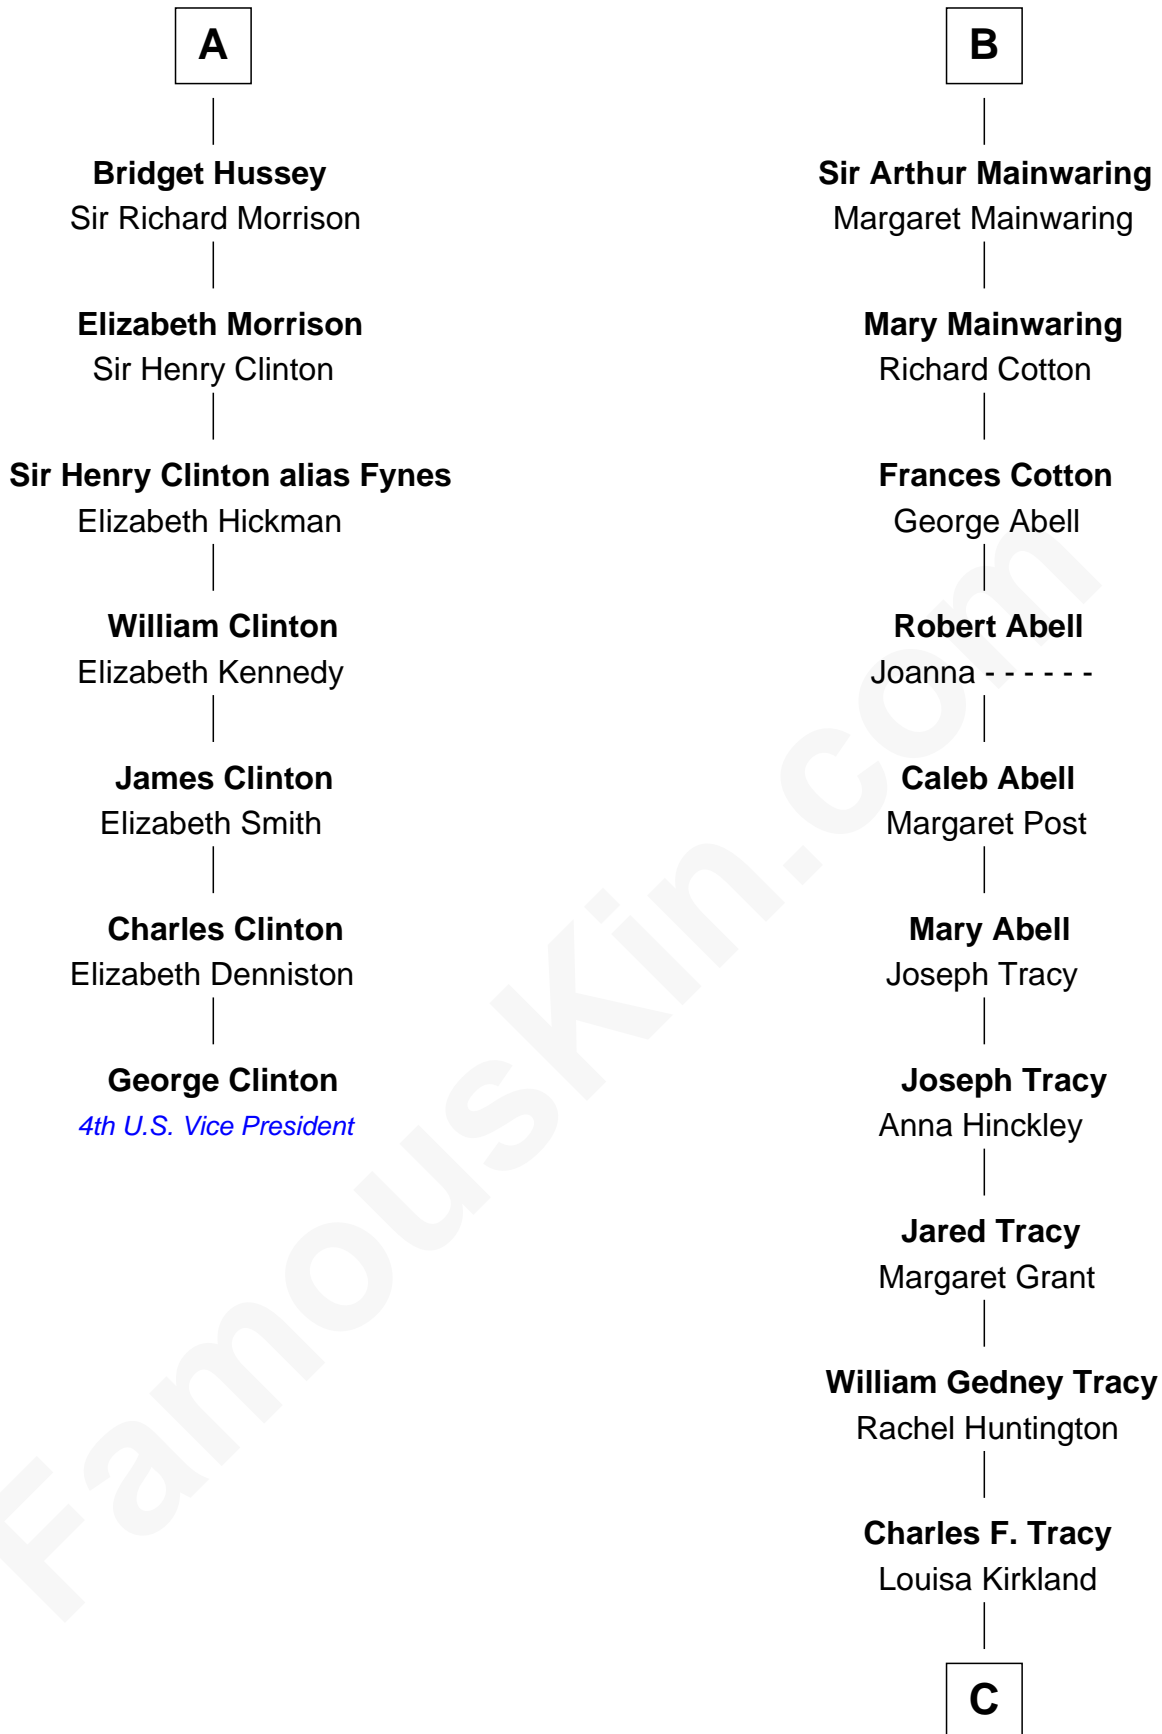 A
Bridget Hussey
Sir Richard Morrison
Elizabeth Morrison
Sir Henry Clinton
Sir Henry Clinton alias Fynes
Elizabeth Hickman
William Clinton
Elizabeth Kennedy
James Clinton
Elizabeth Smith
Charles Clinton
Elizabeth Denniston
George Clinton
4th U.S. Vice President
B
Sir Arthur Mainwaring
Margaret Mainwaring
Mary Mainwaring
Richard Cotton
Frances Cotton
George Abell
Robert Abell
Joanna - - - - - -
Caleb Abell
Margaret Post
Mary Abell
Joseph Tracy
Joseph Tracy
Anna Hinckley
Jared Tracy
Margaret Grant
William Gedney Tracy
Rachel Huntington
Charles F. Tracy
Louisa Kirkland
C
FamousKin.com